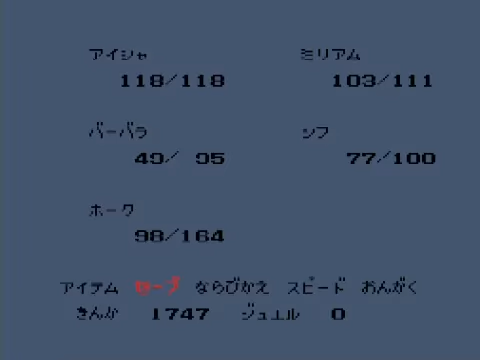 アイシャ ミリアム
118/118 103/111
バーバラ シフ
49/ 95 77/100
ホーク
98/164
アイテム セーブ ならびかえ スピード おんがく
きんか 1747 ジュエル 0